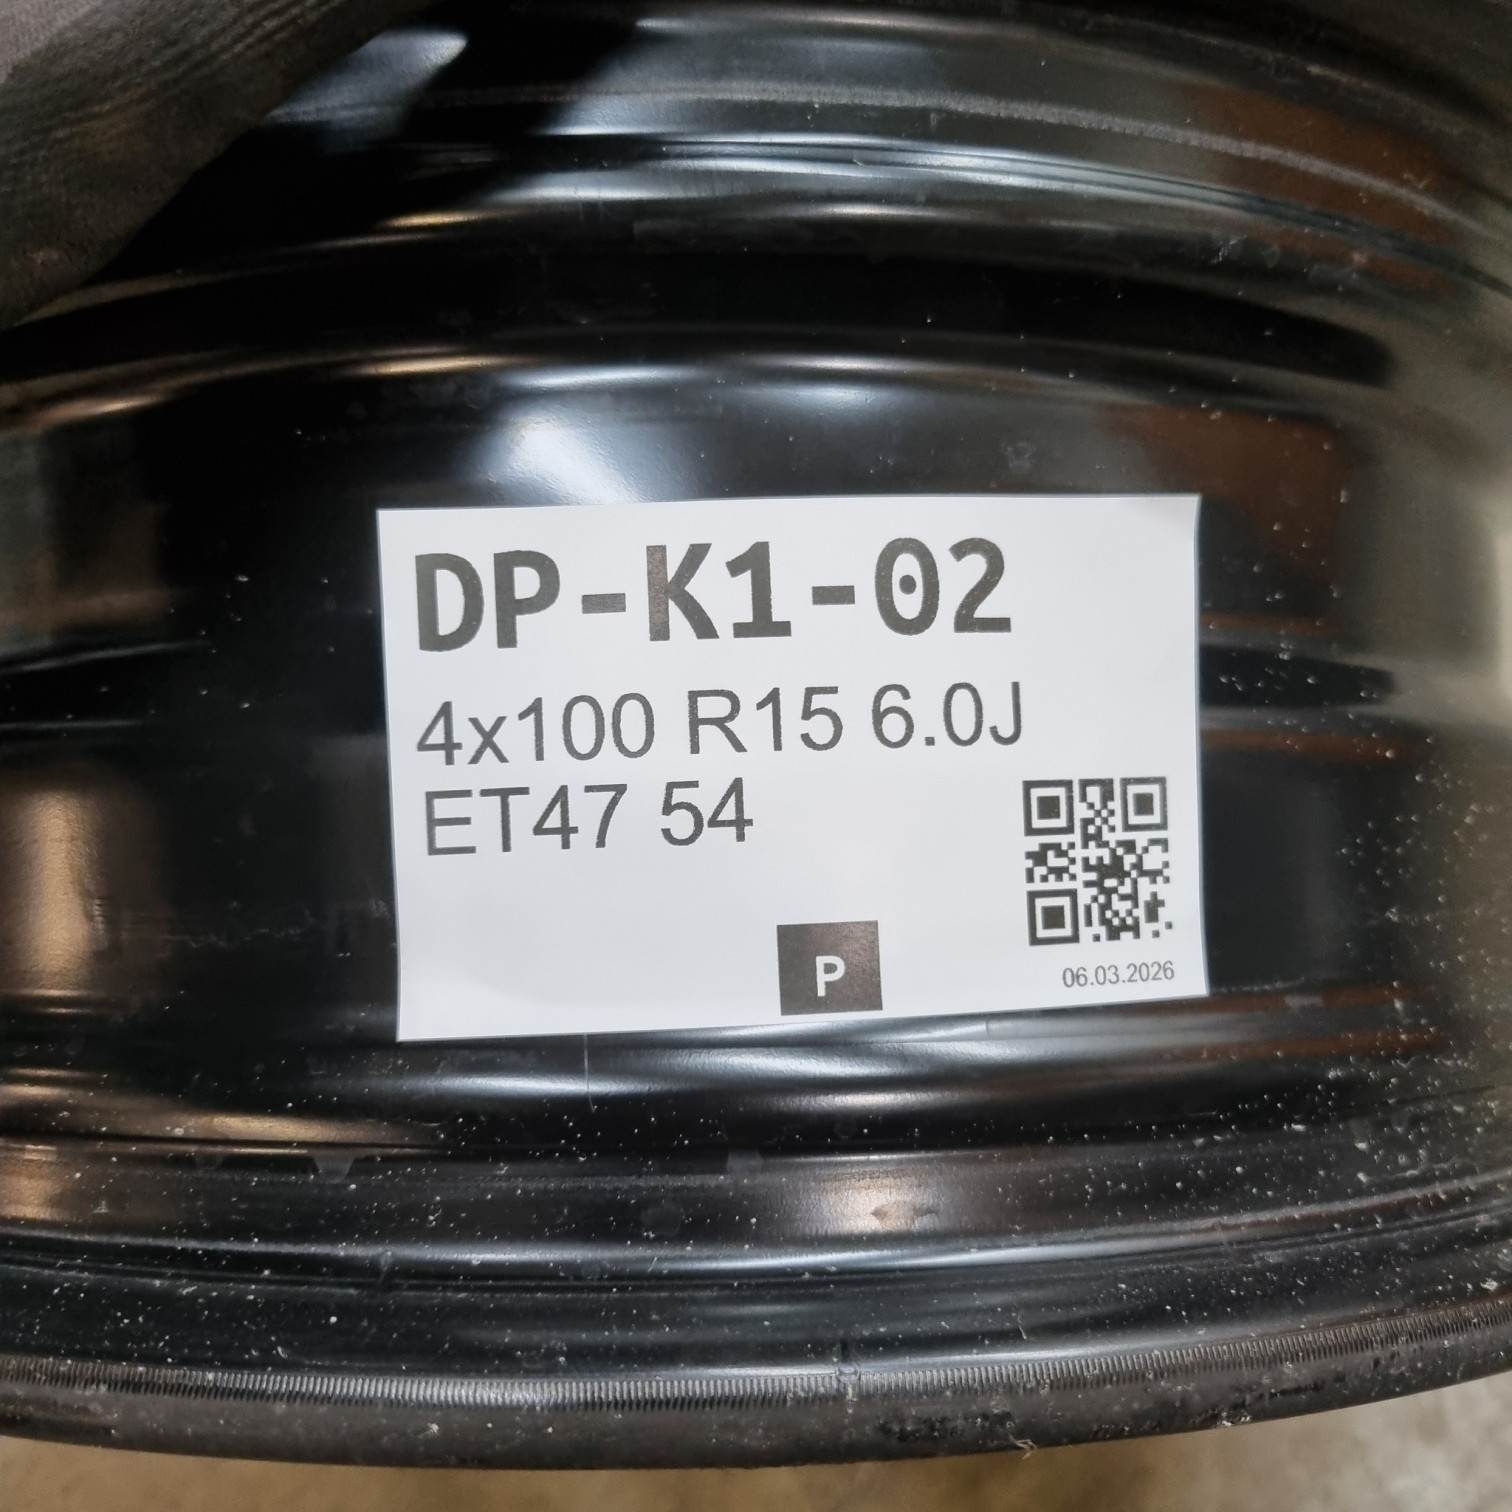 DP-K1-02
4x100 R15 6.0J
ET47 54
P
06.03.2026